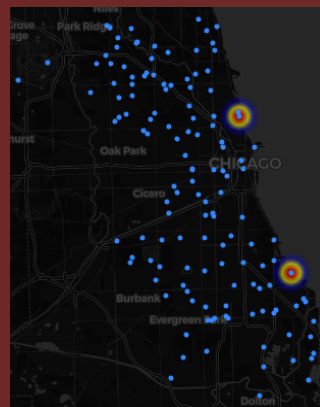 Niles
Grove
Park Ridge
age
hurst
Oak Park
CHICAGO
Cicero
Burbank
Evergreen Park
Dolton